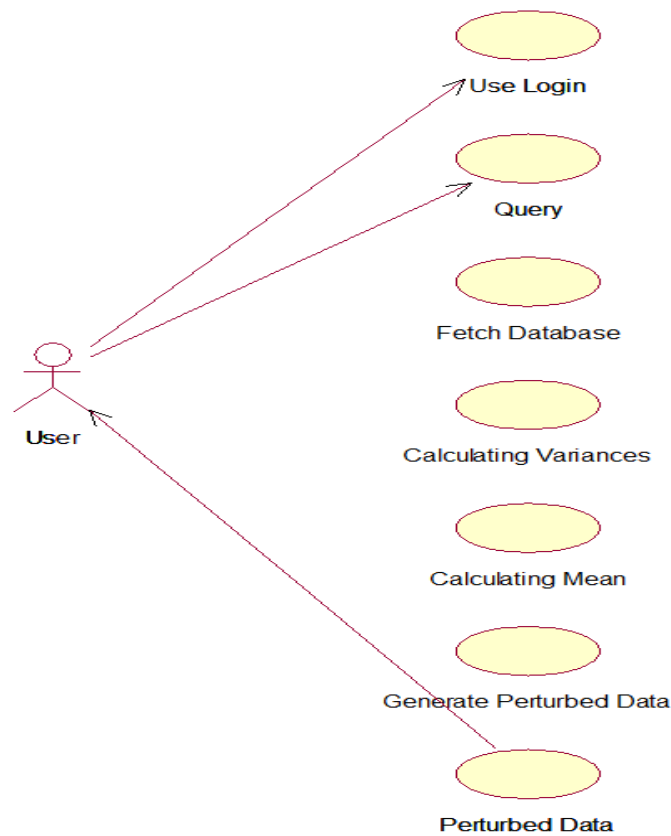 Use Login
Query
Fetch Database
User
Calculating Variances
Calculating Mean
Generate Perturbed Data
Perturbed Data